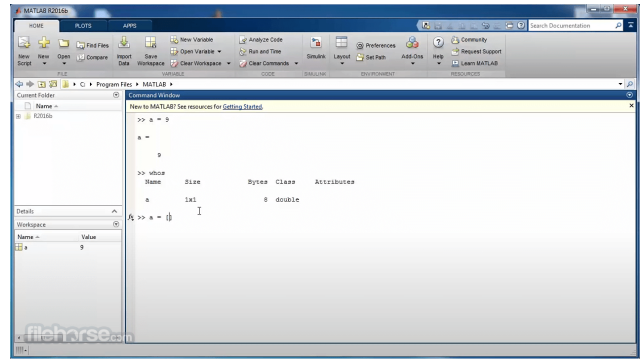 MATLAB R2016b
HOME
PLOTS
APPS
Search Documentation
New Script
New
Open
Find Files
Compare
Import Data
Save Workspace
New Variable
Open Variable
Clear Workspace
Analyze Code
Run and Time
Clear Commands
Simulink
Layout
Preferences
Set Path
Add-Ons
Help
Community
Request Support
Learn MATLAB
FILE
VARIABLE
CODE
SIMULINK
ENVIRONMENT
RESOURCES
C: Program Files MATLAB
Current Folder
Name
R2016b
Details
Workspace
Name Value
a 9
Command Window
New to MATLAB? See resources for Getting Started.
>> a = 9
a =
9
>> whos
Name Size Bytes Class Attributes
a 1x1 8 double
fx >> a = []
filehorse.com